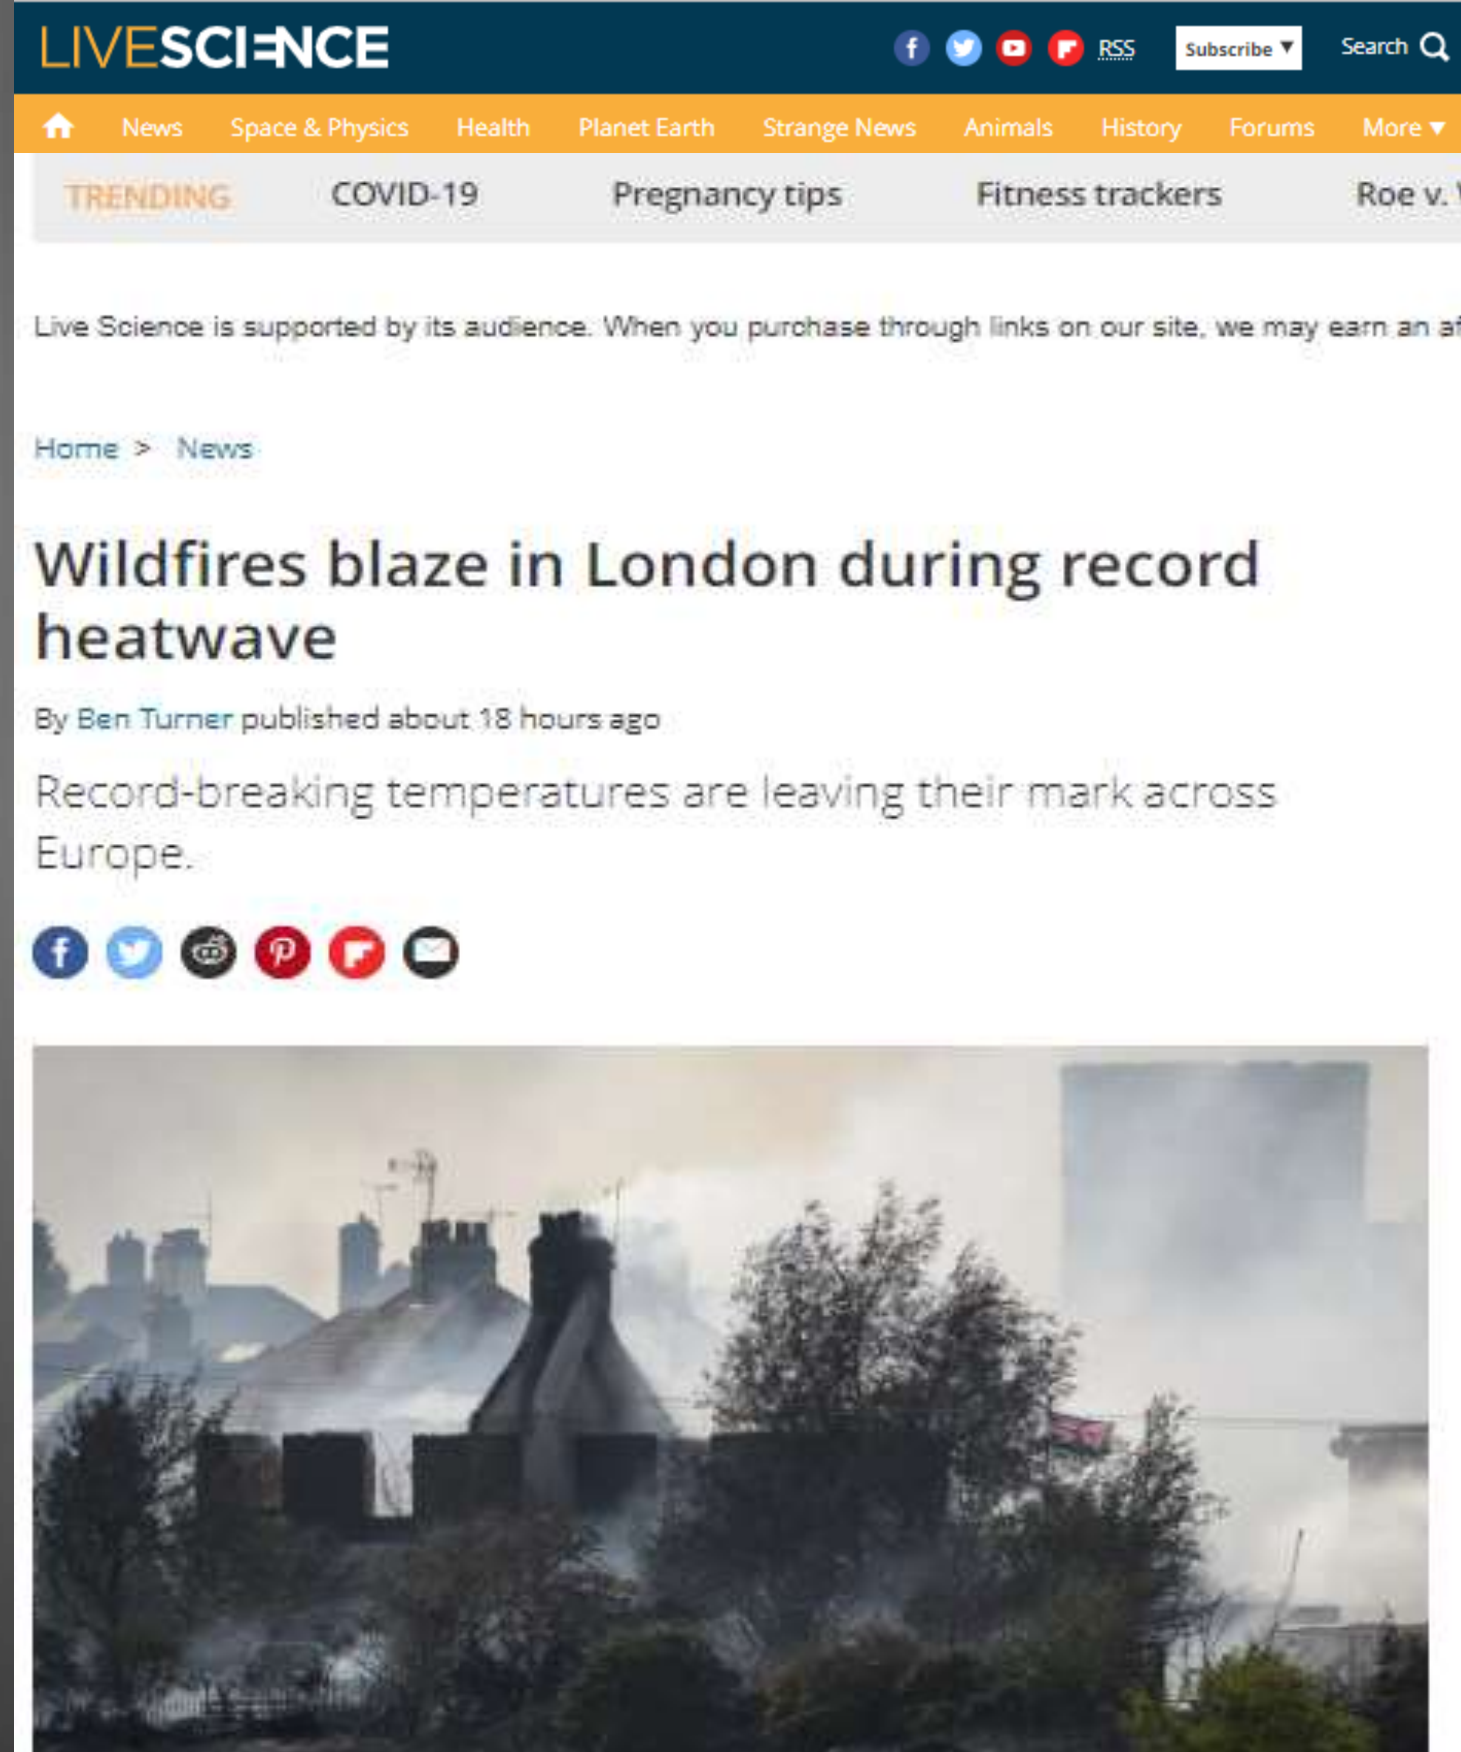 LIVESCIENCE
RSS Subscribe Search
News Space & Physics Health Planet Earth Strange News Animals History Forums More
TRENDING COVID-19 Pregnancy tips Fitness trackers Roe v.
Live Science is supported by its audience. When you purchase through links on our site, we may earn an af
Home > News
Wildfires blaze in London during record
heatwave
By Ben Turner published about 18 hours ago
Record-breaking temperatures are leaving their mark across
Europe.